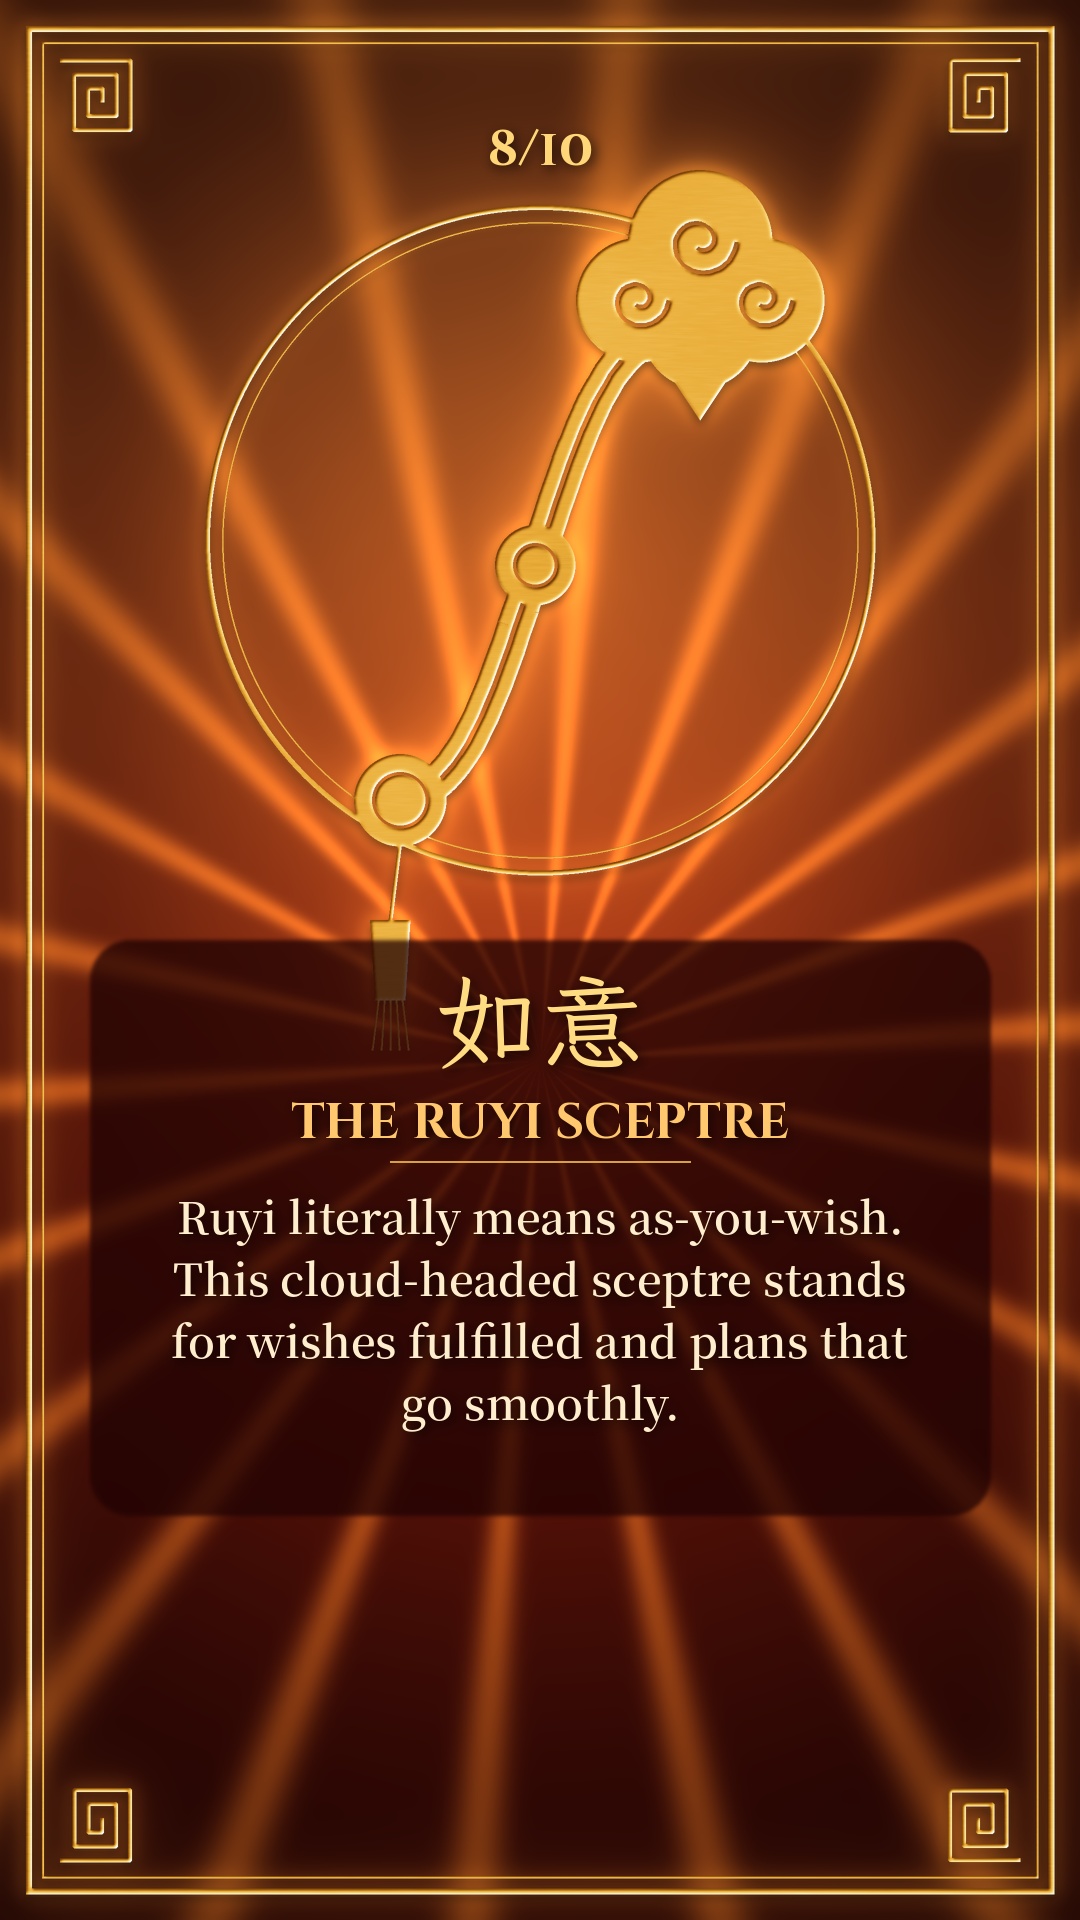 8/10
如意
THE RUYI SCEPTRE
Ruyi literally means as-you-wish.
This cloud-headed sceptre stands
for wishes fulfilled and plans that
go smoothly.